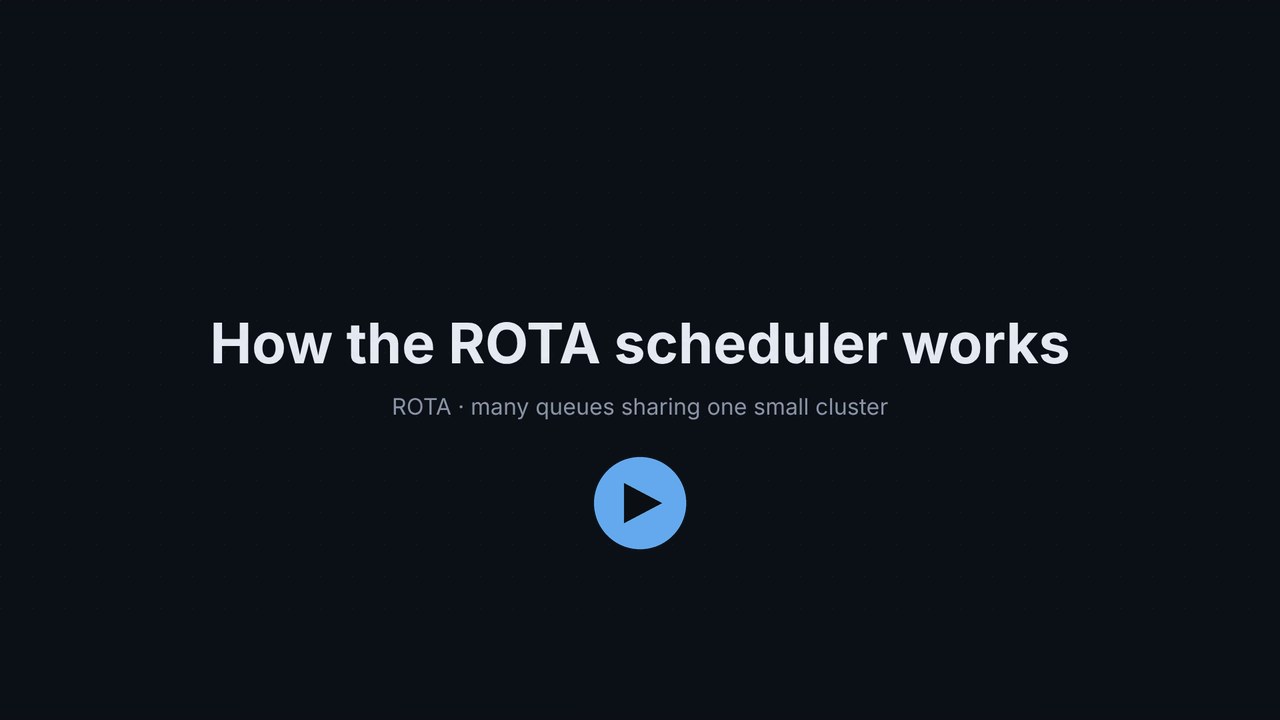 How the ROTA scheduler works
ROTA · many queues sharing one small cluster